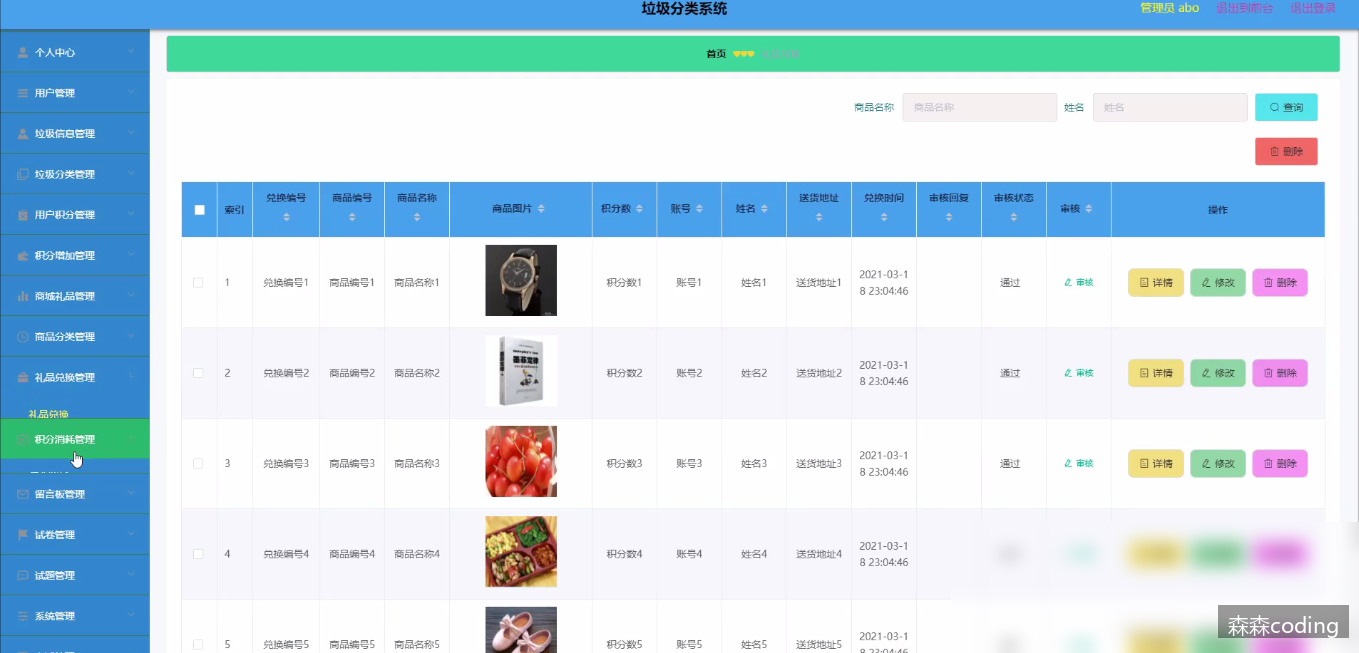 垃圾分类系统
管理员 abo 退出到前台 退出登录
个人中心
用户管理
垃圾信息管理
垃圾分类管理
用户积分管理
积分增加管理
商城礼品管理
商品分类管理
礼品兑换管理
礼品兑换
积分消耗管理
留言板管理
试卷管理
试题管理
系统管理
首页
商品名称 商品名称 姓名 姓名 查询
删除
索引 兑换编号 商品编号 商品名称 商品图片 积分数 账号 姓名 送货地址 兑换时间 审核回复 审核状态 审核 操作
1 兑换编号1 商品编号1 商品名称1 积分数1 账号1 姓名1 送货地址1 2021-03-1 通过 审核 详情 修改 删除
8 23:04:46
2 兑换编号2 商品编号2 商品名称2 积分数2 账号2 姓名2 送货地址2 2021-03-1 通过 审核 详情 修改 删除
8 23:04:46
墨菲定律
3 兑换编号3 商品编号3 商品名称3 积分数3 账号3 姓名3 送货地址3 2021-03-1 通过 审核 详情 修改 删除
8 23:04:46
4 兑换编号4 商品编号4 商品名称4 积分数4 账号4 姓名4 送货地址4 2021-03-1
8 23:04:46
5 兑换编号5 商品编号5 商品名称5 积分数5 账号5 姓名5 送货地址5 2021-03-1
8 23:04:46
森森coding